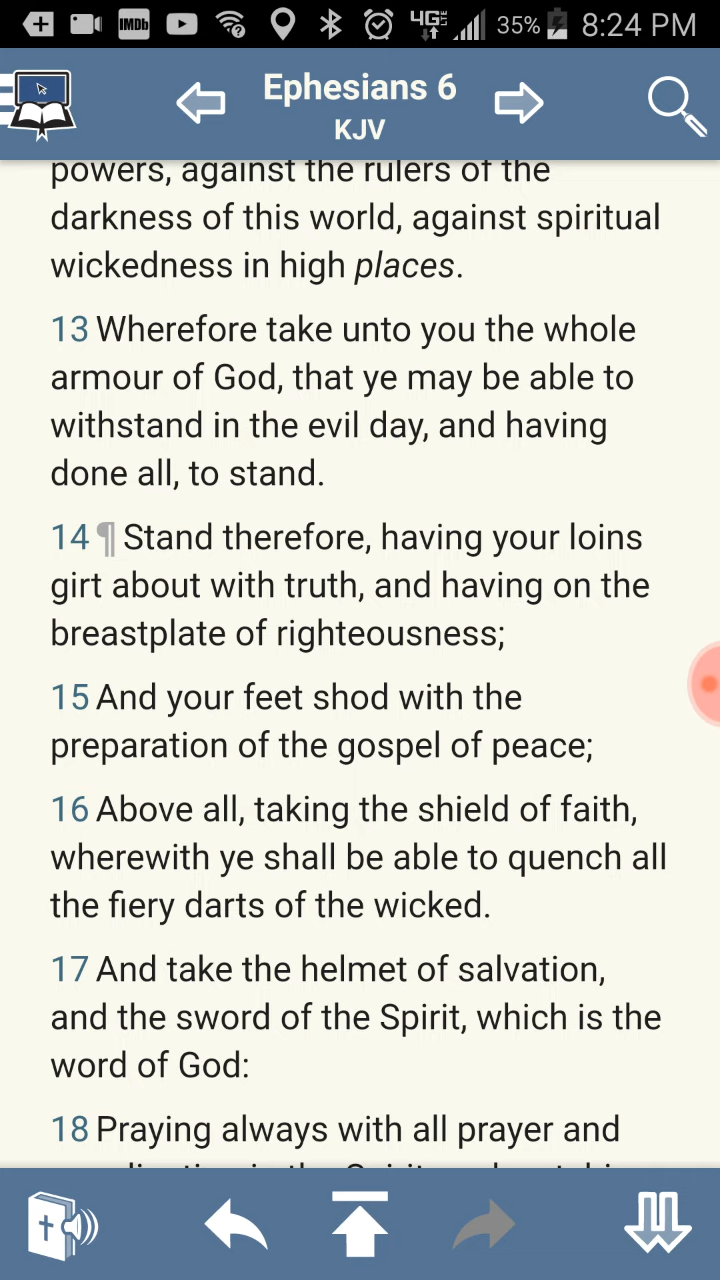 IMDb 4G LTE 35% 8:24 PM
Ephesians 6
KJV
powers, against the rulers of the
darkness of this world, against spiritual
wickedness in high places.
13 Wherefore take unto you the whole
armour of God, that ye may be able to
withstand in the evil day, and having
done all, to stand.
14 ¶ Stand therefore, having your loins
girt about with truth, and having on the
breastplate of righteousness;
15 And your feet shod with the
preparation of the gospel of peace;
16 Above all, taking the shield of faith,
wherewith ye shall be able to quench all
the fiery darts of the wicked.
17 And take the helmet of salvation,
and the sword of the Spirit, which is the
word of God:
18 Praying always with all prayer and